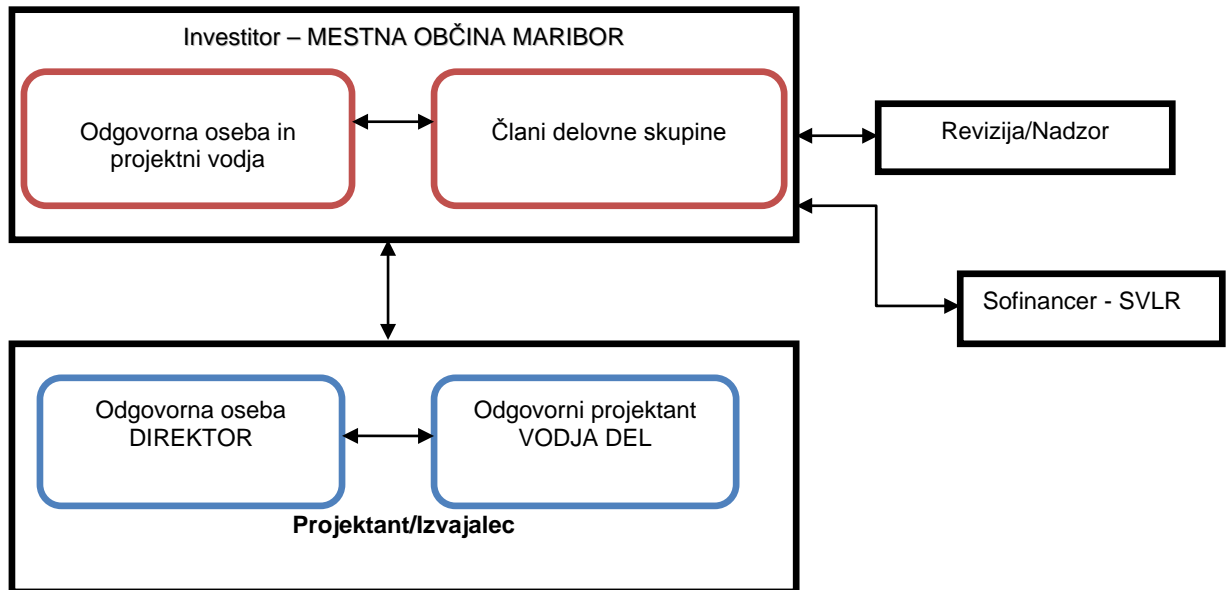 Investitor – MESTNA OBČINA MARIBOR
Odgovorna oseba in
projektni vodja
Člani delovne skupine
Revizija/Nadzor
Sofinancer - SVLR
Odgovorna oseba
DIREKTOR
Odgovorni projektant
VODJA DEL
Projektant/Izvajalec